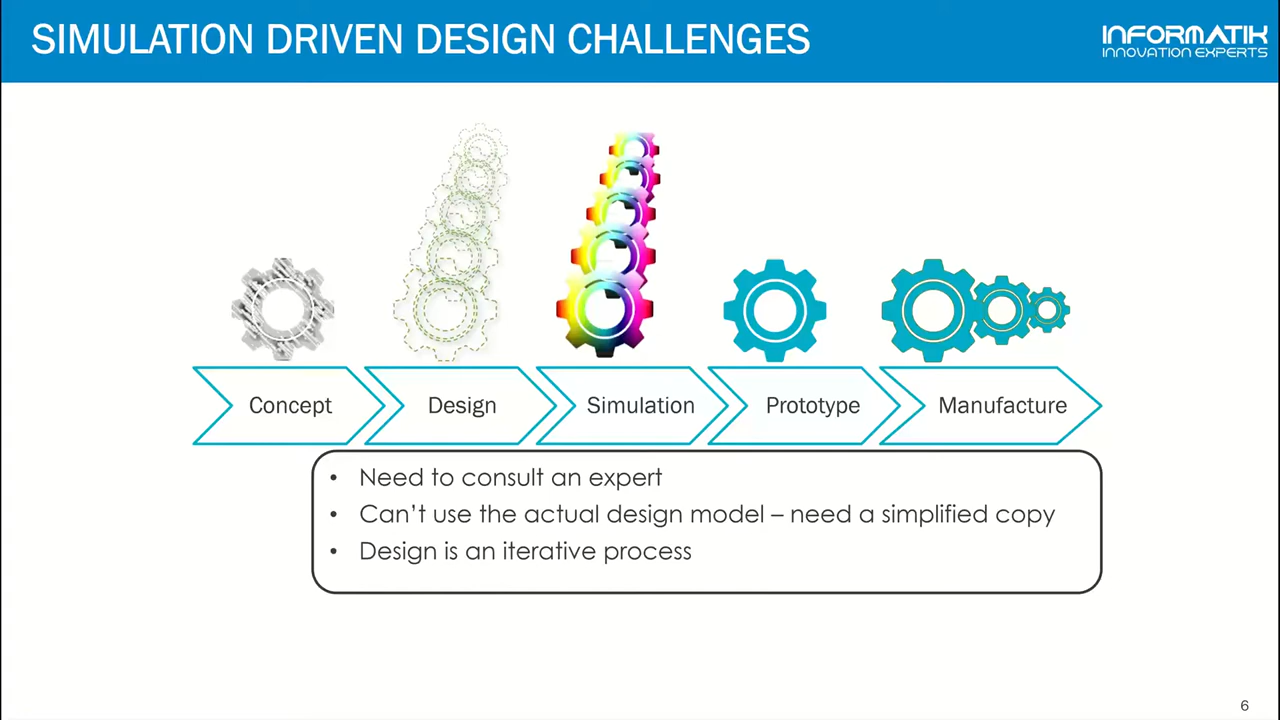 SIMULATION DRIVEN DESIGN CHALLENGES
INFORMATIK
INNOVATION EXPERTS
Concept
Design
Simulation
Prototype
Manufacture
• Need to consult an expert
• Can’t use the actual design model – need a simplified copy
• Design is an iterative process
6